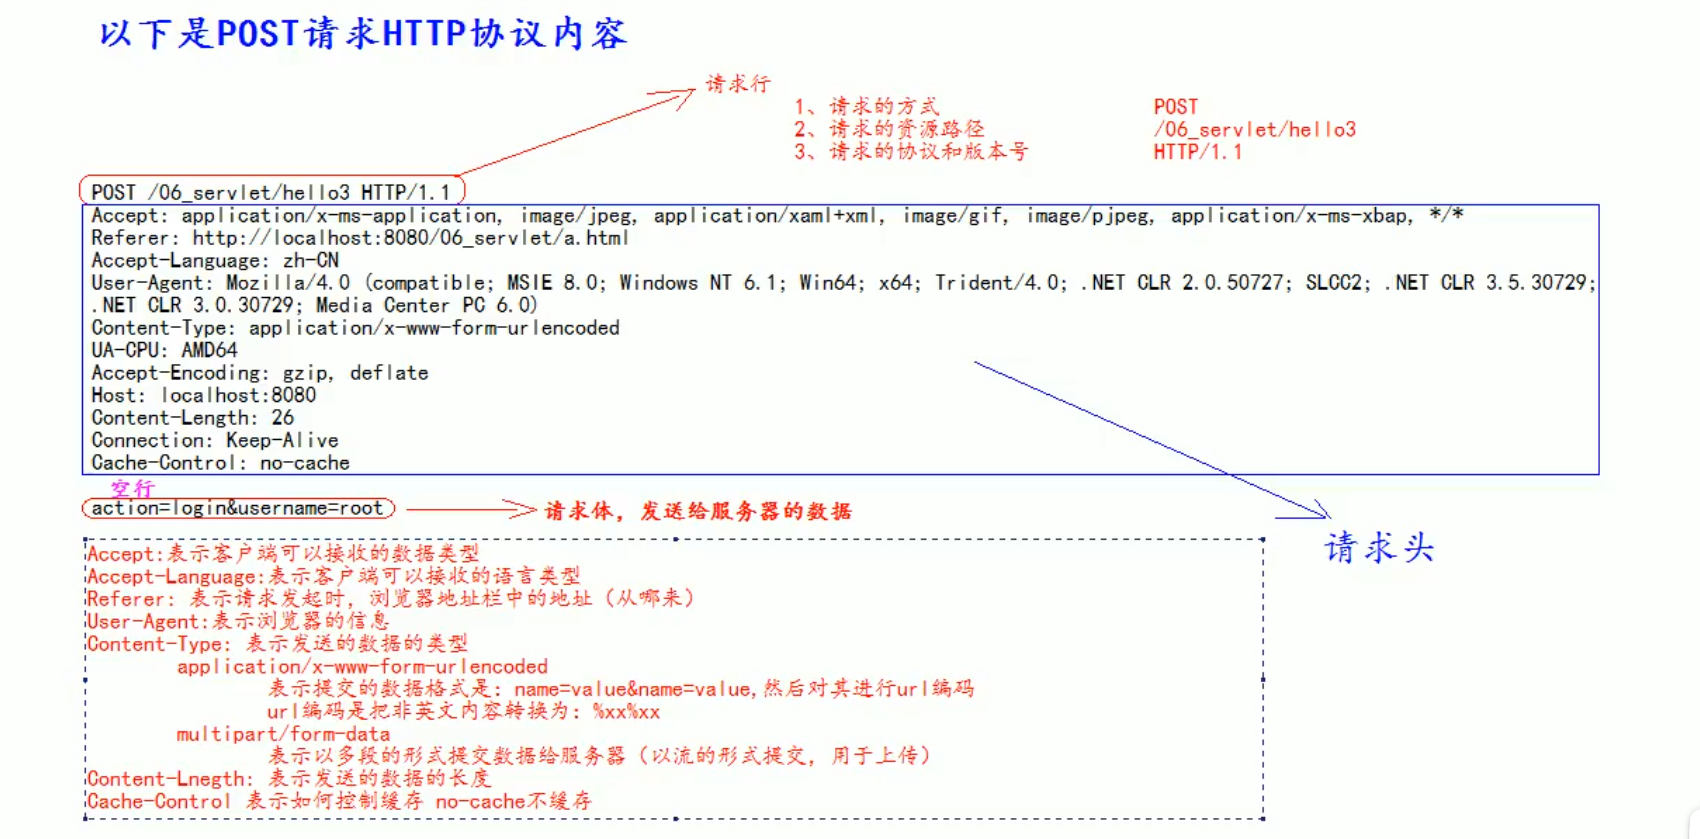 以下是POST请求HTTP协议内容
请求行
1、请求的方式 POST
2、请求的资源路径 /06_servlet/hello3
3、请求的协议和版本号 HTTP/1.1
POST /06_servlet/hello3 HTTP/1.1
Accept: application/x-ms-application, image/jpeg, application/xaml+xml, image/gif, image/pjpeg, application/x-ms-xbap, */*
Referer: http://localhost:8080/06_servlet/a.html
Accept-Language: zh-CN
User-Agent: Mozilla/4.0 (compatible; MSIE 8.0; Windows NT 6.1; Win64; x64; Trident/4.0; .NET CLR 2.0.50727; SLCC2; .NET CLR 3.5.30729;
.NET CLR 3.0.30729; Media Center PC 6.0)
Content-Type: application/x-www-form-urlencoded
UA-CPU: AMD64
Accept-Encoding: gzip, deflate
Host: localhost:8080
Content-Length: 26
Connection: Keep-Alive
Cache-Control: no-cache
空行
action=login&username=root
请求体，发送给服务器的数据
请求头
Accept:表示客户端可以接收的数据类型
Accept-Language:表示客户端可以接收的语言类型
Referer: 表示请求发起时，浏览器地址栏中的地址（从哪来）
User-Agent:表示浏览器的信息
Content-Type: 表示发送的数据的类型
application/x-www-form-urlencoded
表示提交的数据格式是：name=value&name=value,然后对其进行url编码
url编码是把非英文内容转换为：%xx%xx
multipart/form-data
表示以多段的形式提交数据给服务器（以流的形式提交，用于上传）
Content-Lnegth: 表示发送的数据的长度
Cache-Control 表示如何控制缓存 no-cache不缓存